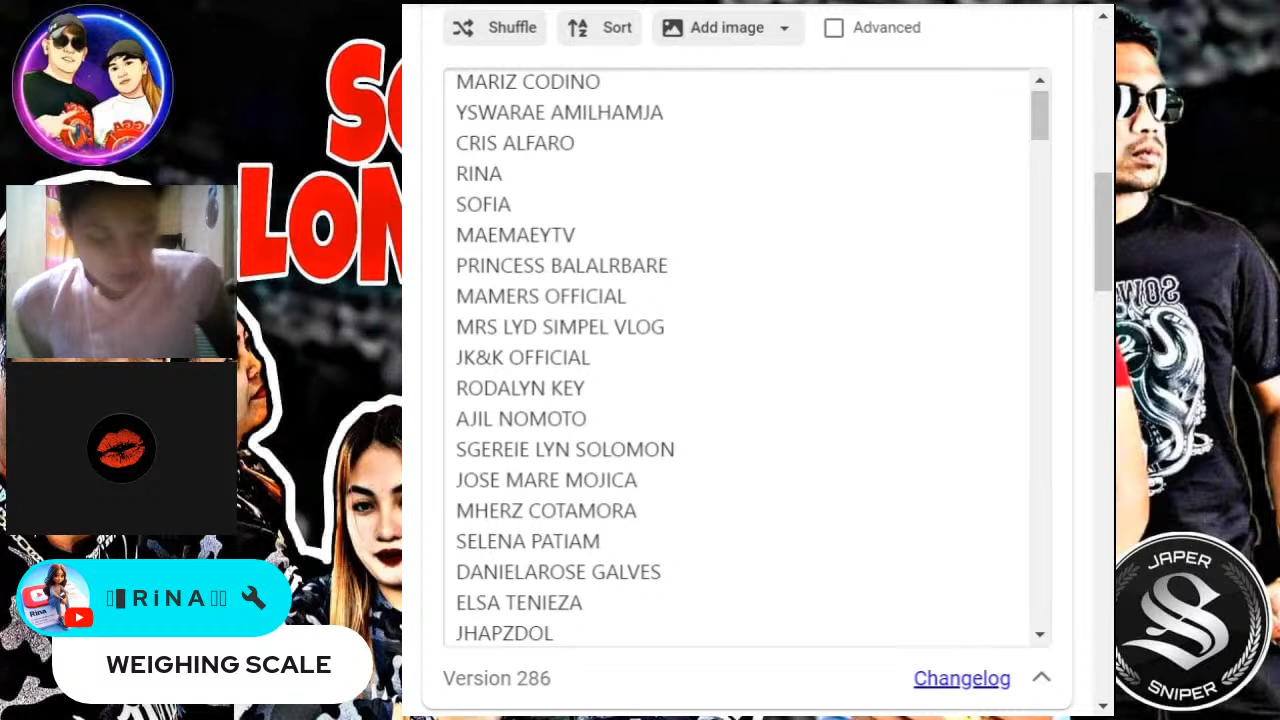 Shuffle
Sort
Add image
Advanced
MARIZ CODINO
YSWARAE AMILHAMJA
CRIS ALFARO
RINA
SOFIA
MAEMAEYTV
PRINCESS BALALRBARE
MAMERS OFFICIAL
MRS LYD SIMPEL VLOG
JK&K OFFICIAL
RODALYN KEY
AJIL NOMOTO
SGEREIE LYN SOLOMON
JOSE MARE MOJICA
MHERZ COTAMORA
SELENA PATIAM
DANIELAROSE GALVES
ELSA TENIEZA
JHAPZDOL
Version 286
Changelog
LON
Rina
RiNA
WEIGHING SCALE
JAPER
S
SNIPER